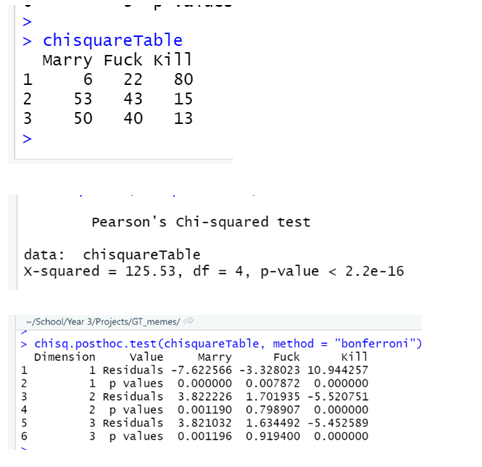 p values
>
> chisquareTable
Marry Fuck Kill
1 6 22 80
2 53 43 15
3 50 40 13
>
Pearson's Chi-squared test
data: chisquareTable
X-squared = 125.53, df = 4, p-value < 2.2e-16
~/School/Year 3/Projects/GT_memes/
>
> chisq.posthoc.test(chisquareTable, method = "bonferroni")
Dimension Value Marry Fuck Kill
1 1 Residuals -7.622566 -3.328023 10.944257
2 1 p values 0.000000 0.007872 0.000000
3 2 Residuals 3.822226 1.701935 -5.520751
4 2 p values 0.001190 0.798907 0.000000
5 3 Residuals 3.821032 1.634492 -5.452589
6 3 p values 0.001196 0.919400 0.000000